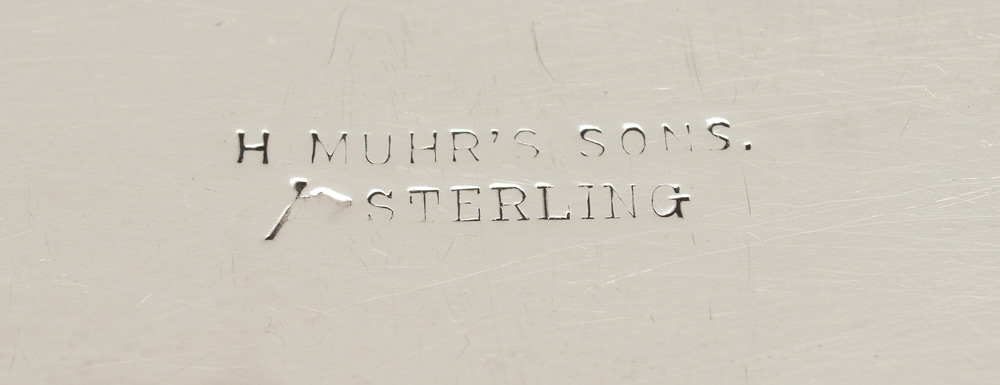 H MUHR'S SONS.
STERLING